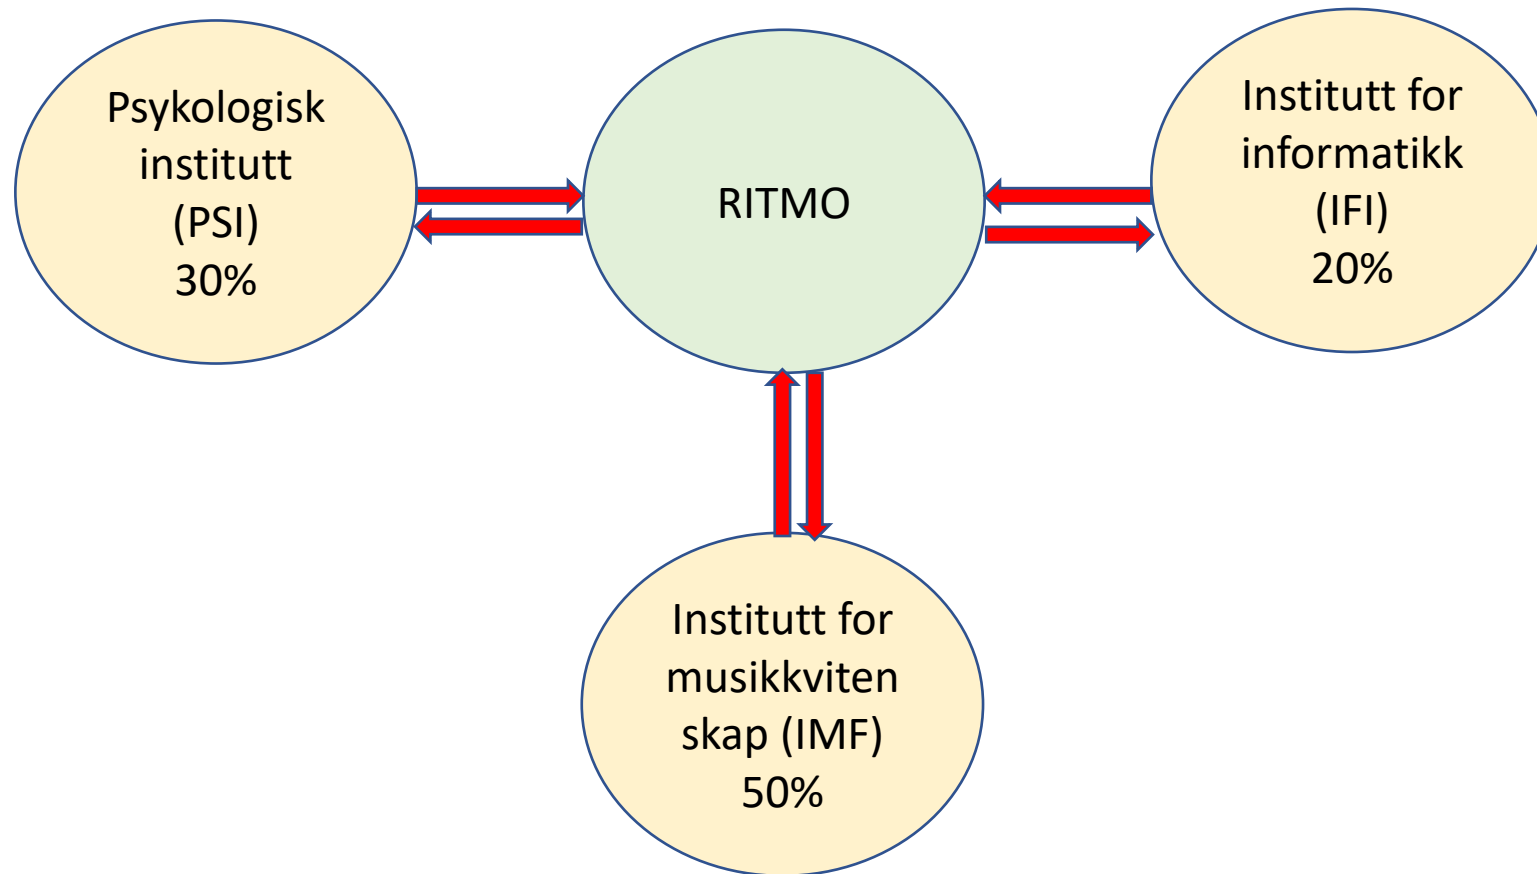 Psykologisk
institutt
(PSI)
30%
RITMO
Institutt for
informatikk
(IFI)
20%
Institutt for
musikkviten
skap (IMF)
50%